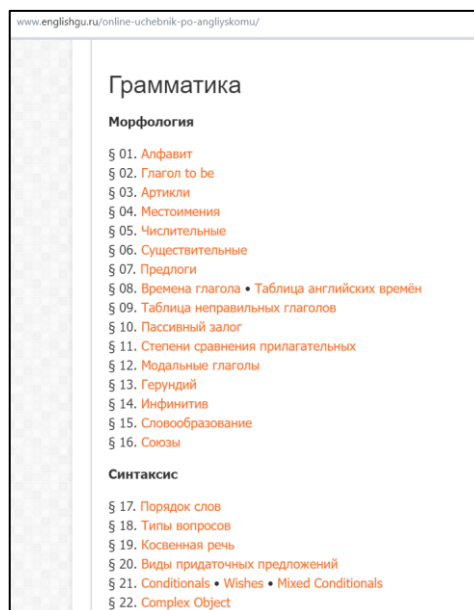 www.englishgu.ru/online-uchebnik-po-angliyskomu/
Грамматика
Морфология
§ 01. Алфавит
§ 02. Глагол to be
§ 03. Артикли
§ 04. Местоимения
§ 05. Числительные
§ 06. Существительные
§ 07. Предлоги
§ 08. Времена глагола • Таблица английских времён
§ 09. Таблица неправильных глаголов
§ 10. Пассивный залог
§ 11. Степени сравнения прилагательных
§ 12. Модальные глаголы
§ 13. Герундий
§ 14. Инфинитив
§ 15. Словообразование
§ 16. Союзы
Синтаксис
§ 17. Порядок слов
§ 18. Типы вопросов
§ 19. Косвенная речь
§ 20. Виды придаточных предложений
§ 21. Conditionals • Wishes • Mixed Conditionals
§ 22. Complex Object